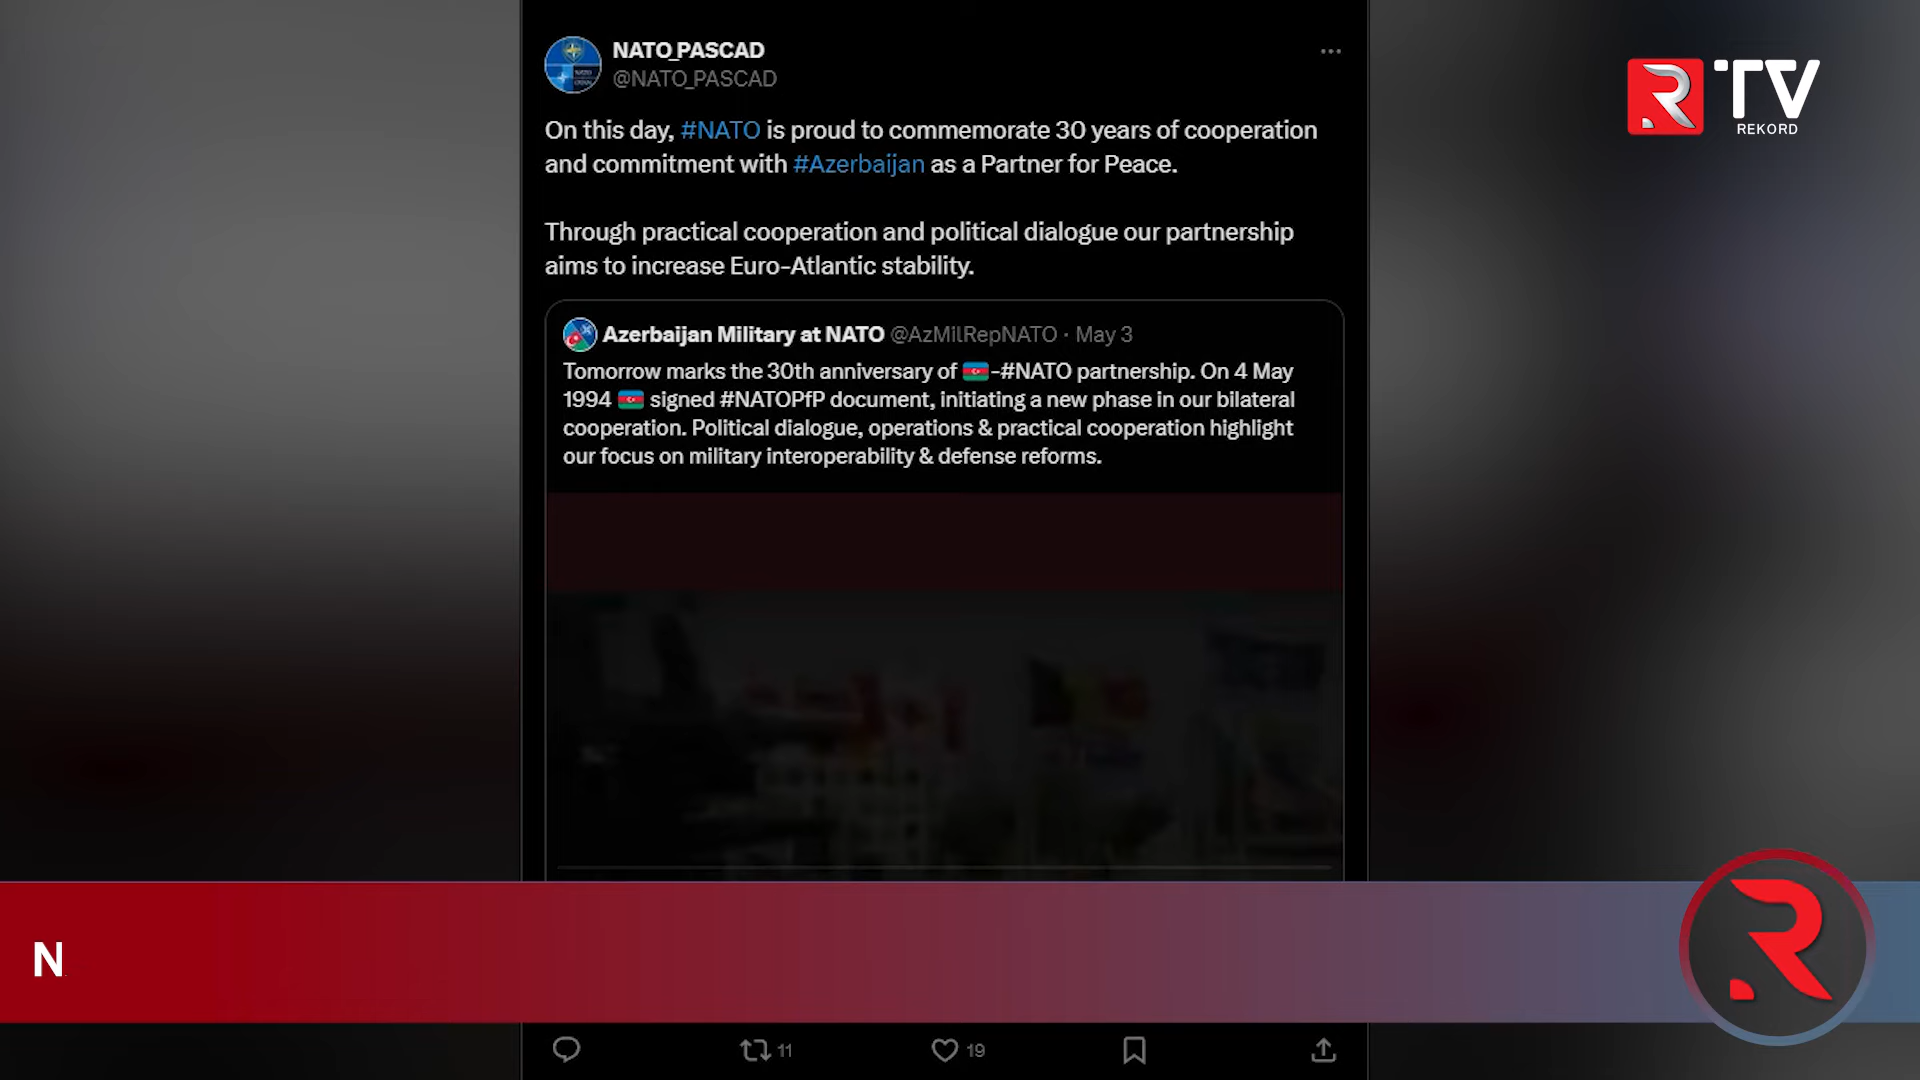 NATO_PASCAD
@NATO_PASCAD
TV
REKORD
On this day, #NATO is proud to commemorate 30 years of cooperation
and commitment with #Azerbaijan as a Partner for Peace.
Through practical cooperation and political dialogue our partnership
aims to increase Euro-Atlantic stability.
Azerbaijan Military at NATO @AzMilRepNATO · May 3
Tomorrow marks the 30th anniversary of 🇦🇿-#NATO partnership. On 4 May
1994 🇦🇿 signed #NATOPfP document, initiating a new phase in our bilateral
cooperation. Political dialogue, operations & practical cooperation highlight
our focus on military interoperability & defense reforms.
N
11
19